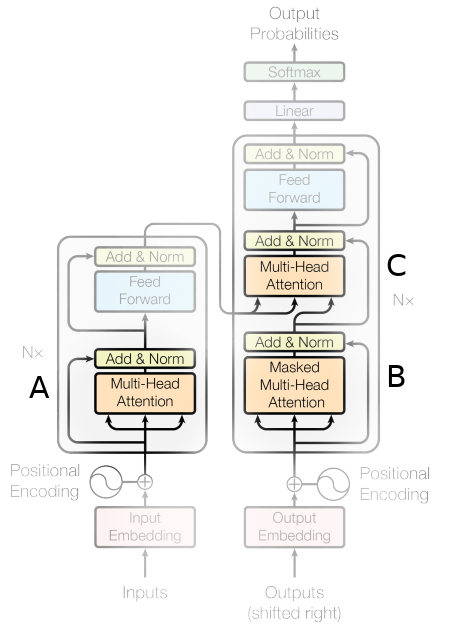 Output
Probabilities
Softmax
Linear
Add & Norm
Feed
Forward
Add & Norm
Multi-Head
Attention
C
Nx
Add & Norm
Masked
Multi-Head
Attention
B
Positional
Encoding
Output
Embedding
Outputs
(shifted right)
Add & Norm
Feed
Forward
Nx
Add & Norm
A
Multi-Head
Attention
Positional
Encoding
Input
Embedding
Inputs